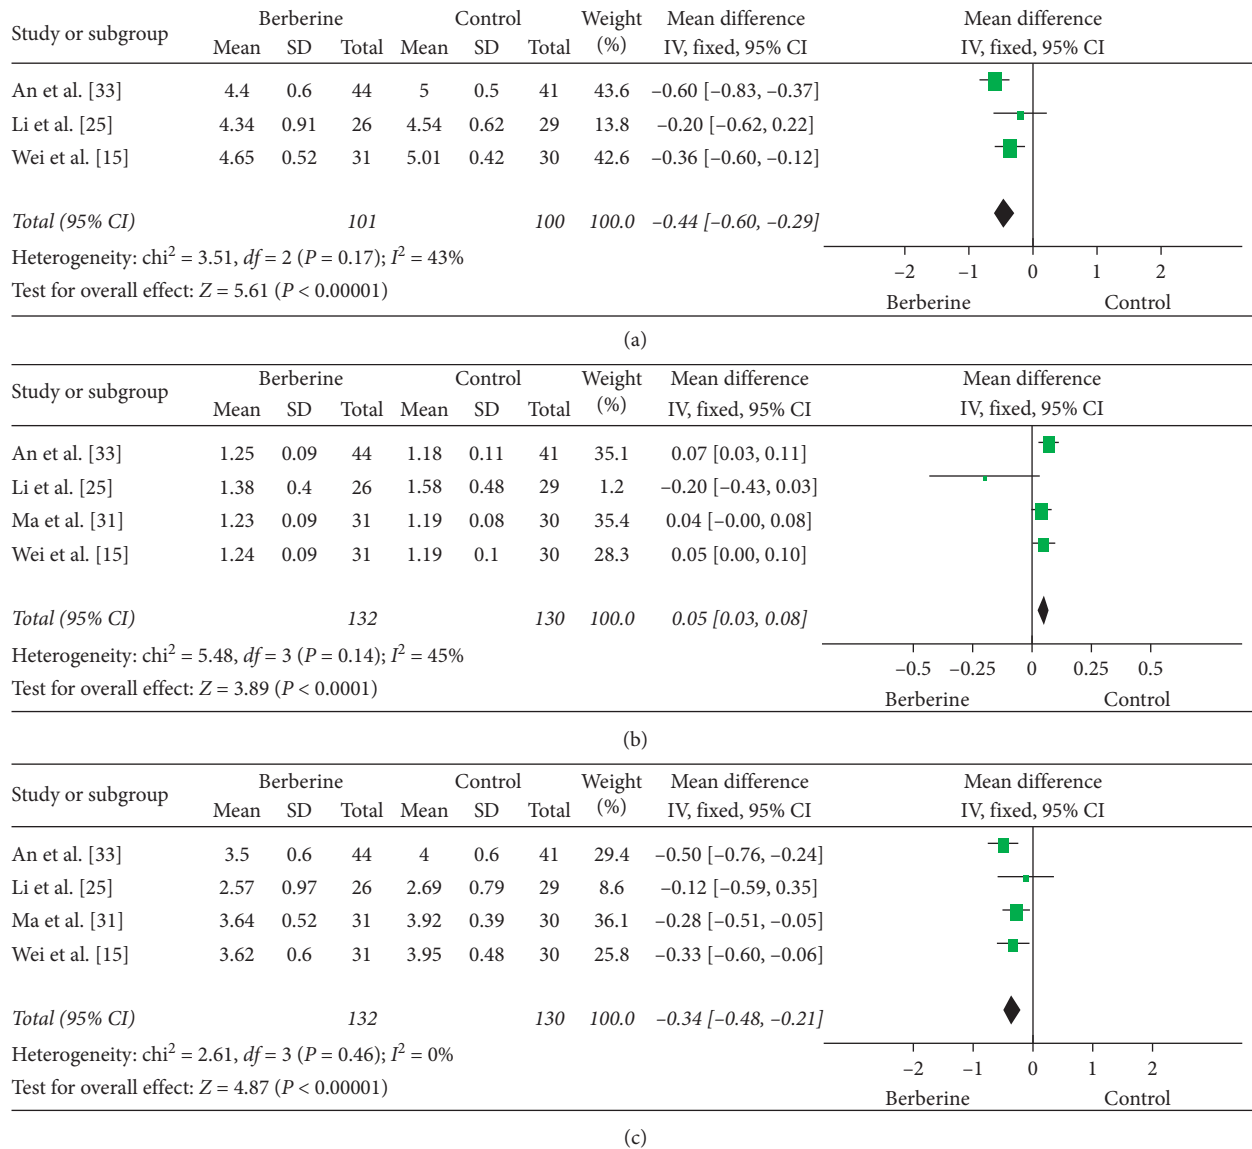 Study or subgroup Berberine Control Weight (%) Mean difference Mean difference
Mean SD Total Mean SD Total IV, fixed, 95% CI IV, fixed, 95% CI
An et al. [33] 4.4 0.6 44 5 0.5 41 43.6 –0.60 [–0.83, –0.37]
Li et al. [25] 4.34 0.91 26 4.54 0.62 29 13.8 –0.20 [–0.62, 0.22]
Wei et al. [15] 4.65 0.52 31 5.01 0.42 30 42.6 –0.36 [–0.60, –0.12]
Total (95% CI) 101 100 100.0 –0.44 [–0.60, –0.29]
Heterogeneity: chi² = 3.51, df = 2 (P = 0.17); I² = 43%
Test for overall effect: Z = 5.61 (P < 0.00001)
–2 –1 0 1 2
Berberine Control
(a)
Study or subgroup Berberine Control Weight (%) Mean difference Mean difference
Mean SD Total Mean SD Total IV, fixed, 95% CI IV, fixed, 95% CI
An et al. [33] 1.25 0.09 44 1.18 0.11 41 35.1 0.07 [0.03, 0.11]
Li et al. [25] 1.38 0.4 26 1.58 0.48 29 1.2 –0.20 [–0.43, 0.03]
Ma et al. [31] 1.23 0.09 31 1.19 0.08 30 35.4 0.04 [–0.00, 0.08]
Wei et al. [15] 1.24 0.09 31 1.19 0.1 30 28.3 0.05 [0.00, 0.10]
Total (95% CI) 132 130 100.0 0.05 [0.03, 0.08]
Heterogeneity: chi² = 5.48, df = 3 (P = 0.14); I² = 45%
Test for overall effect: Z = 3.89 (P < 0.0001)
–0.5 –0.25 0 0.25 0.5
Berberine Control
(b)
Study or subgroup Berberine Control Weight (%) Mean difference Mean difference
Mean SD Total Mean SD Total IV, fixed, 95% CI IV, fixed, 95% CI
An et al. [33] 3.5 0.6 44 4 0.6 41 29.4 –0.50 [–0.76, –0.24]
Li et al. [25] 2.57 0.97 26 2.69 0.79 29 8.6 –0.12 [–0.59, 0.35]
Ma et al. [31] 3.64 0.52 31 3.92 0.39 30 36.1 –0.28 [–0.51, –0.05]
Wei et al. [15] 3.62 0.6 31 3.95 0.48 30 25.8 –0.33 [–0.60, –0.06]
Total (95% CI) 132 130 100.0 –0.34 [–0.48, –0.21]
Heterogeneity: chi² = 2.61, df = 3 (P = 0.46); I² = 0%
Test for overall effect: Z = 4.87 (P < 0.00001)
–2 –1 0 1 2
Berberine Control
(c)